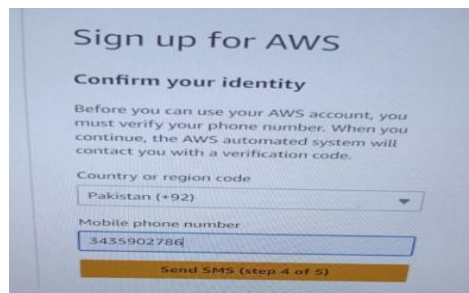 Sign up for AWS
Confirm your identity
Before you can use your AWS account, you
must verify your phone number. When you
continue, the AWS automated system will
contact you with a verification code.
Country or region code
Pakistan (+92)
Mobile phone number
3435902786
Send SMS (step 4 of 5)